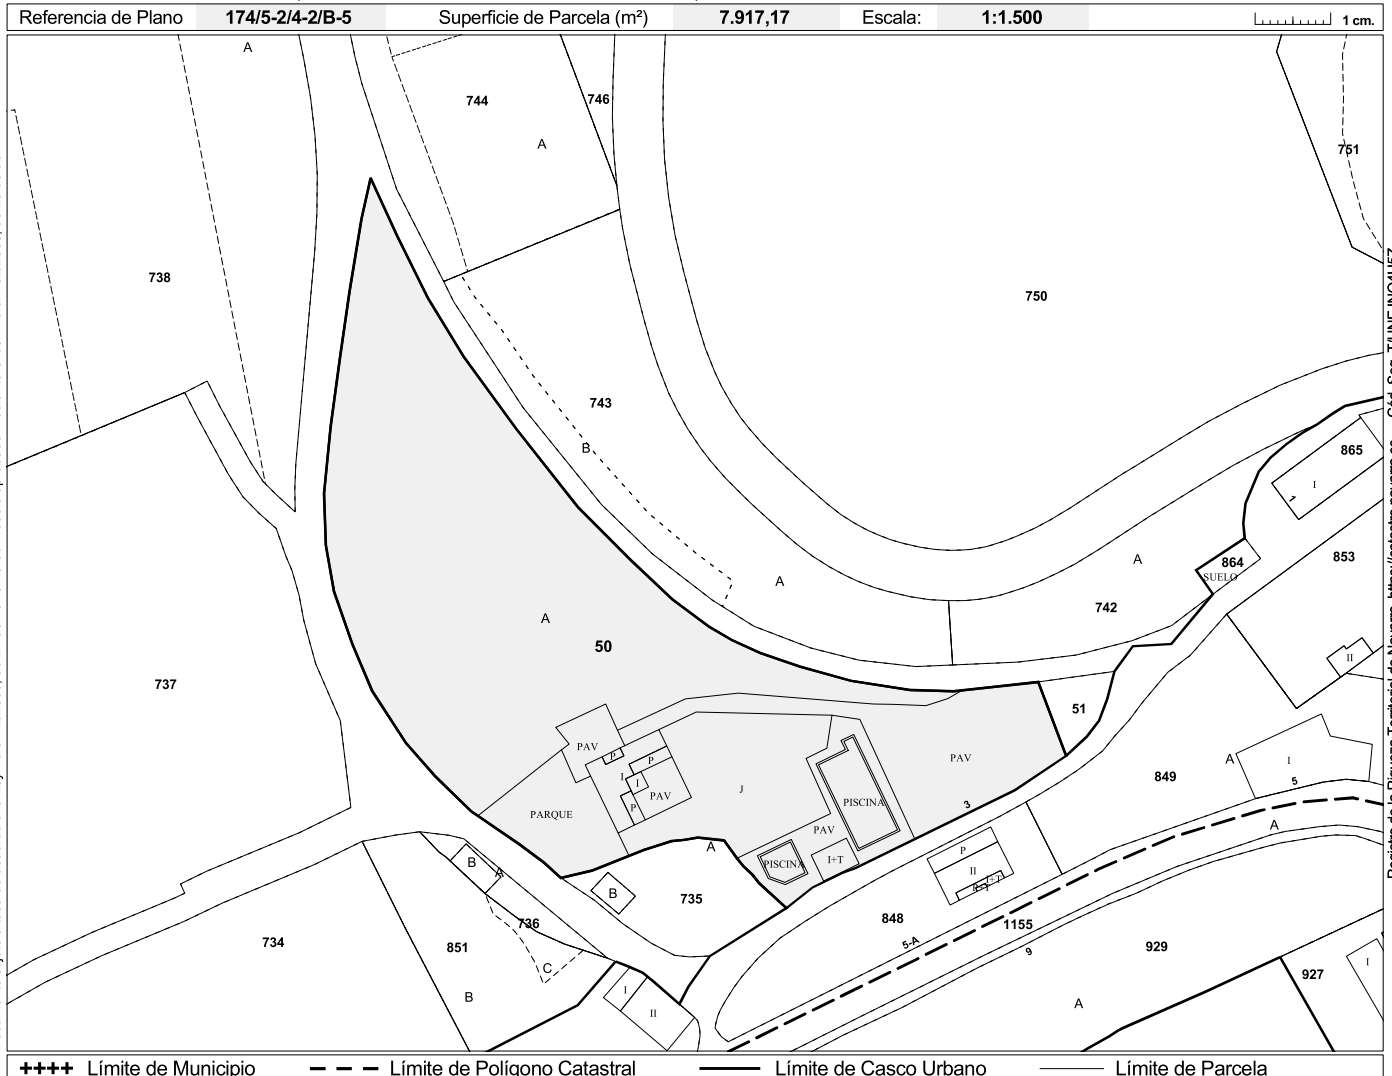 Referencia de Plano 174/5-2/4-2/B-5 Superficie de Parcela (m²) 7.917,17 Escala: 1:1.500 1 cm.
A
744
746
A
751
738
750
743
B
865
I
1
A
A
864
SUELO
853
742
A
50
II
737
51
PAV
P
P
I
I
PAV
P
PARQUE
J
PAV
PISCINA
PAV
3
849
A
I
5
A
A
PISCINA
I+T
P
II
I+T
B
A
B
735
736
848
5-A
1155
9
929
734
851
C
B
I
II
A
927
I
++++ Límite de Municipio Límite de Polígono Catastral Límite de Casco Urbano Límite de Parcela